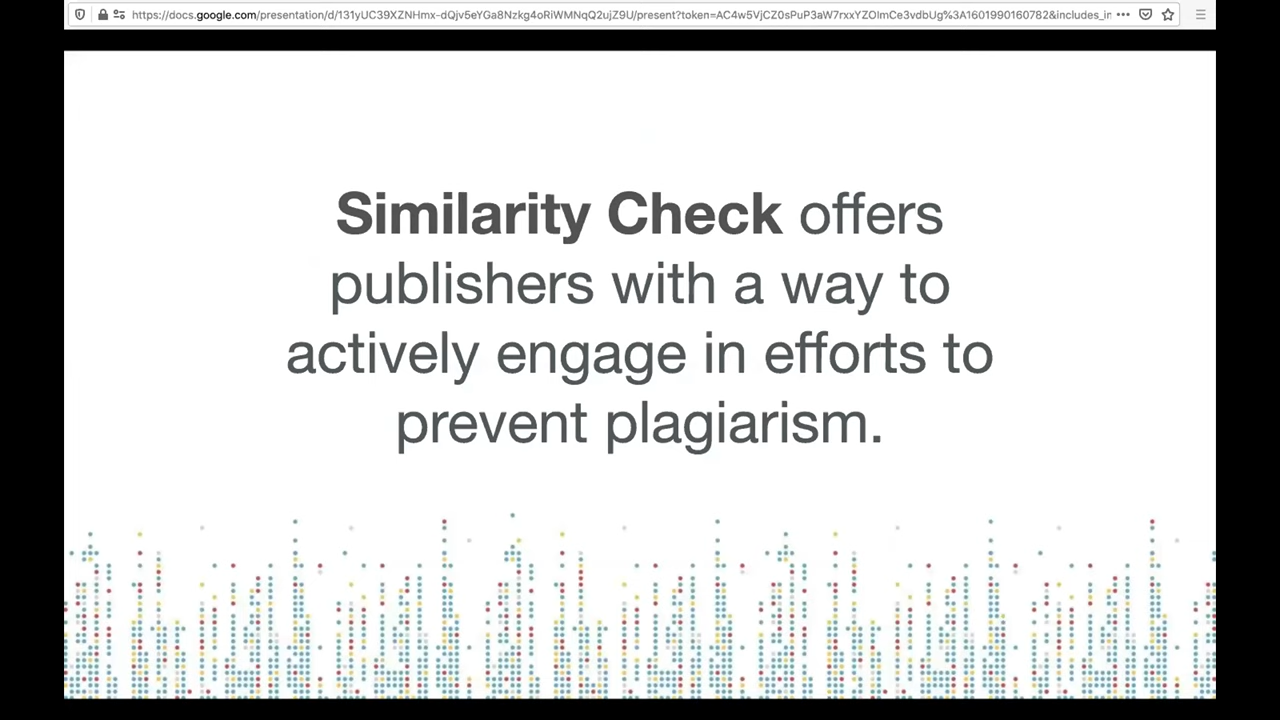 https://docs.google.com/presentation/d/131yUC39XZNHmx-dQjv5eYGa8Nzkg4oRiWMNqQ2ujZ9U/present?token=AC4w5VjCZ0sPuP3aW7rxxYZOlmCe3vdbUg%3A1601990160782&includes_in
Similarity Check offers
publishers with a way to
actively engage in efforts to
prevent plagiarism.